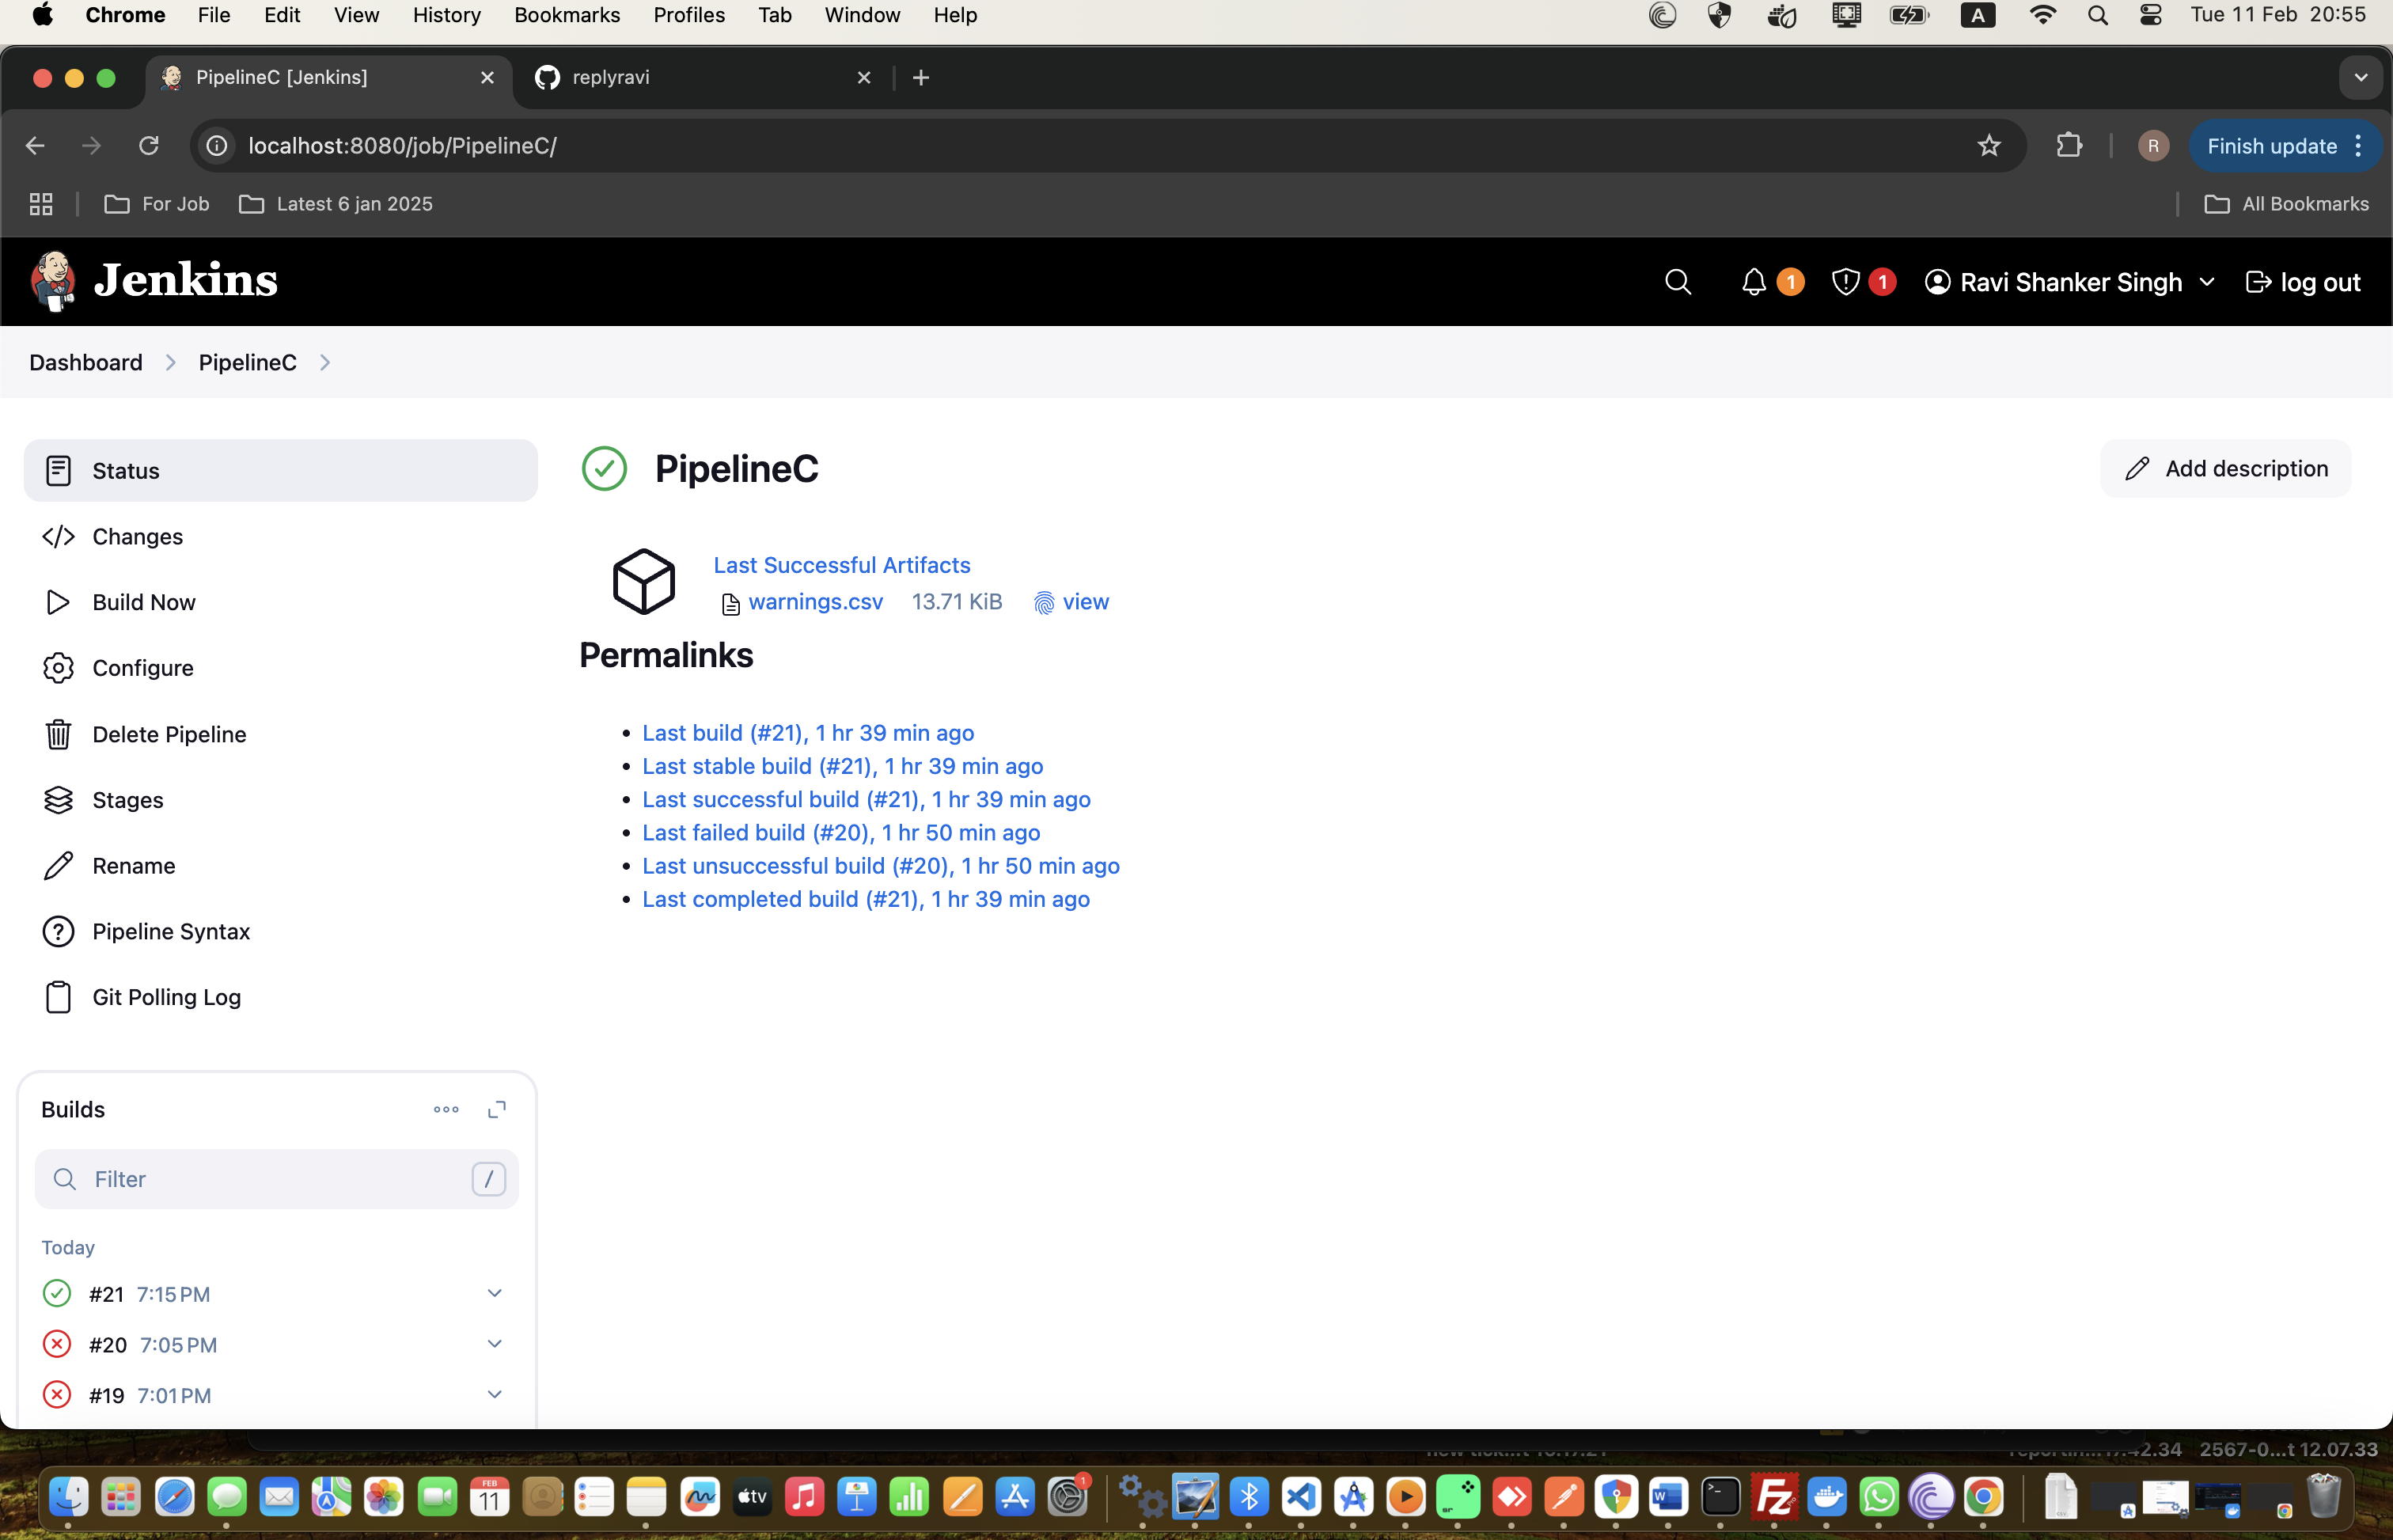 Chrome File Edit View History Bookmarks Profiles Tab Window Help A Tue 11 Feb 20:55
PipelineC [Jenkins] replyravi
localhost:8080/job/PipelineC/ R Finish update
For Job Latest 6 jan 2025 All Bookmarks
Jenkins 1 1 Ravi Shanker Singh log out
Dashboard PipelineC
Status
Changes
Build Now
Configure
Delete Pipeline
Stages
Rename
Pipeline Syntax
Git Polling Log
Builds
Filter /
Today
#21 7:15 PM
#20 7:05 PM
#19 7:01 PM
PipelineC
Add description
Last Successful Artifacts
warnings.csv 13.71 KiB view
Permalinks
Last build (#21), 1 hr 39 min ago
Last stable build (#21), 1 hr 39 min ago
Last successful build (#21), 1 hr 39 min ago
Last failed build (#20), 1 hr 50 min ago
Last unsuccessful build (#20), 1 hr 50 min ago
Last completed build (#21), 1 hr 39 min ago
2567-0...t 12.07.33
FEB
11
tv
1
sr
W
Fz